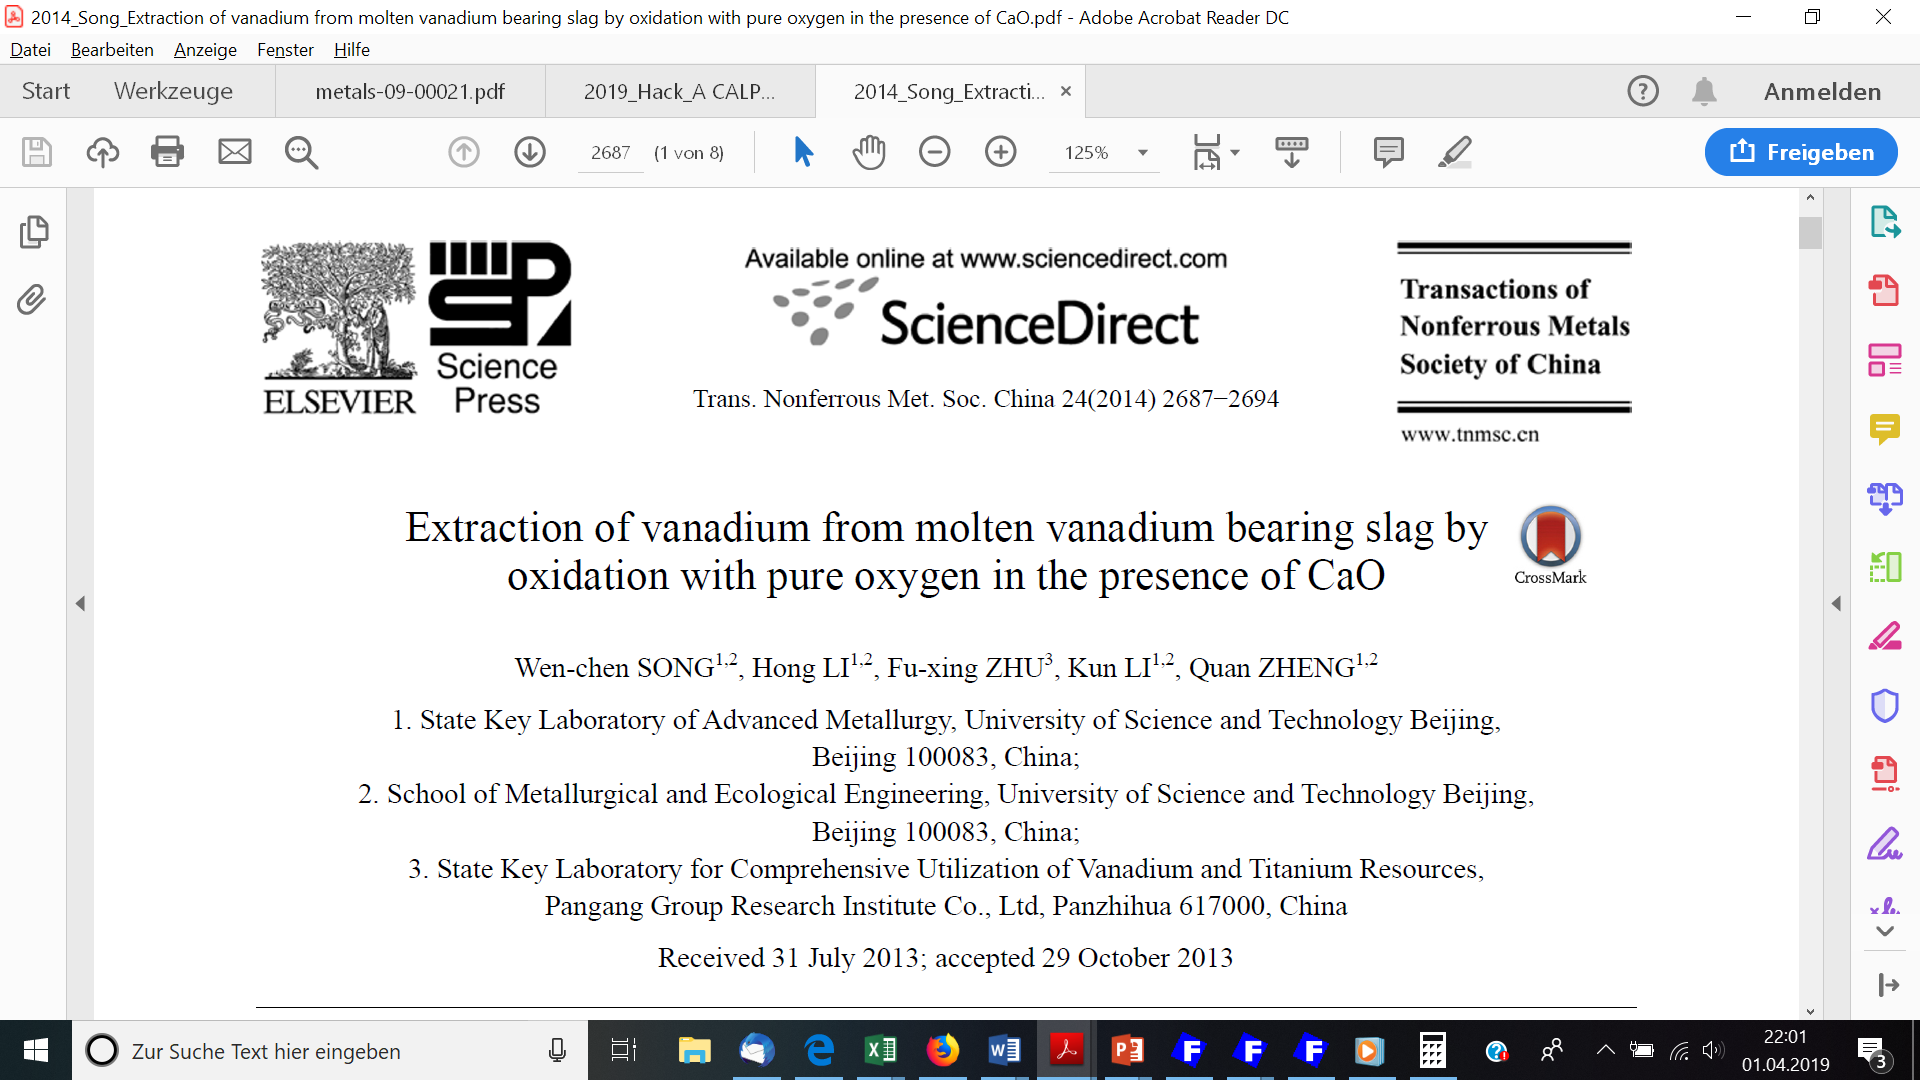 2014_Song_Extraction of vanadium from molten vanadium bearing slag by oxidation with pure oxygen in the presence of CaO.pdf - Adobe Acrobat Reader DC
Datei Bearbeiten Anzeige Fenster Hilfe
Start Werkzeuge metals-09-00021.pdf 2019_Hack_A CALP... 2014_Song_Extracti... Anmelden
2687 (1 von 8) 125% Freigeben
Available online at www.sciencedirect.com
ScienceDirect
Science
Press
ELSEVIER
Trans. Nonferrous Met. Soc. China 24(2014) 2687−2694
Transactions of
Nonferrous Metals
Society of China
www.tnmsc.cn
Extraction of vanadium from molten vanadium bearing slag by
oxidation with pure oxygen in the presence of CaO
CrossMark
Wen-chen SONG1,2, Hong LI1,2, Fu-xing ZHU3, Kun LI1,2, Quan ZHENG1,2
1. State Key Laboratory of Advanced Metallurgy, University of Science and Technology Beijing,
Beijing 100083, China;
2. School of Metallurgical and Ecological Engineering, University of Science and Technology Beijing,
Beijing 100083, China;
3. State Key Laboratory for Comprehensive Utilization of Vanadium and Titanium Resources,
Pangang Group Research Institute Co., Ltd, Panzhihua 617000, China
Received 31 July 2013; accepted 29 October 2013
Zur Suche Text hier eingeben
22:01
01.04.2019
3